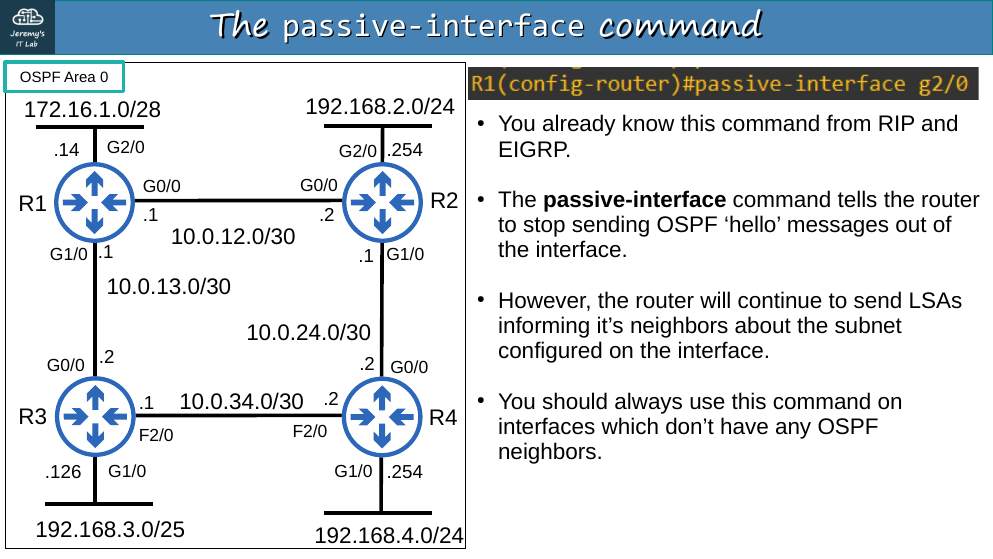 Jeremy's
IT Lab
The passive-interface command
OSPF Area 0
172.16.1.0/28
192.168.2.0/24
.14
G2/0
G2/0
.254
R1
G0/0
G0/0
R2
.1
.2
10.0.12.0/30
G1/0
.1
.1
G1/0
10.0.13.0/30
10.0.24.0/30
G0/0
.2
.2
G0/0
R3
.1
10.0.34.0/30
.2
R4
F2/0
F2/0
.126
G1/0
G1/0
.254
192.168.3.0/25
192.168.4.0/24
R1(config-router)#passive-interface g2/0
• You already know this command from RIP and
EIGRP.
• The passive-interface command tells the router
to stop sending OSPF ‘hello’ messages out of
the interface.
• However, the router will continue to send LSAs
informing it’s neighbors about the subnet
configured on the interface.
• You should always use this command on
interfaces which don’t have any OSPF
neighbors.